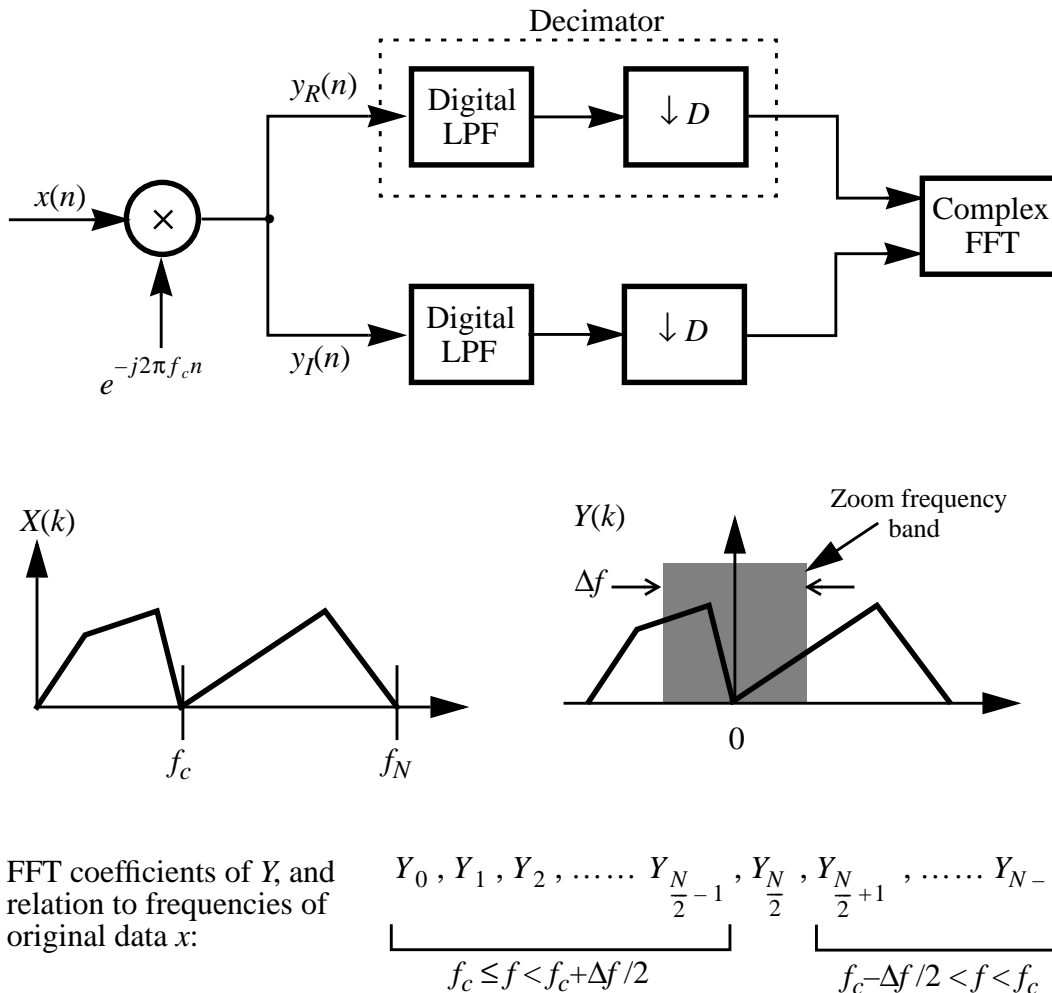 Decimator
y_R(n)
Digital
LPF
↓ D
x(n)
×
Complex
FFT
e^{-j2πf_c n}
y_I(n)
Digital
LPF
↓ D
X(k)
f_c
f_N
Y(k)
Zoom frequency
band
Δf
0
FFT coefficients of Y, and
relation to frequencies of
original data x:
Y_0 , Y_1 , Y_2 , …… Y_{N/2 - 1} , Y_{N/2} , Y_{N/2 + 1} , …… Y_{N-
f_c ≤ f < f_c+Δf/2
f_c–Δf/2 < f < f_c